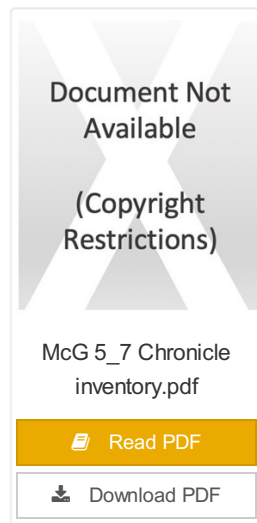 Document Not
Available
(Copyright
Restrictions)
McG 5_7 Chronicle
inventory.pdf
Read PDF
Download PDF